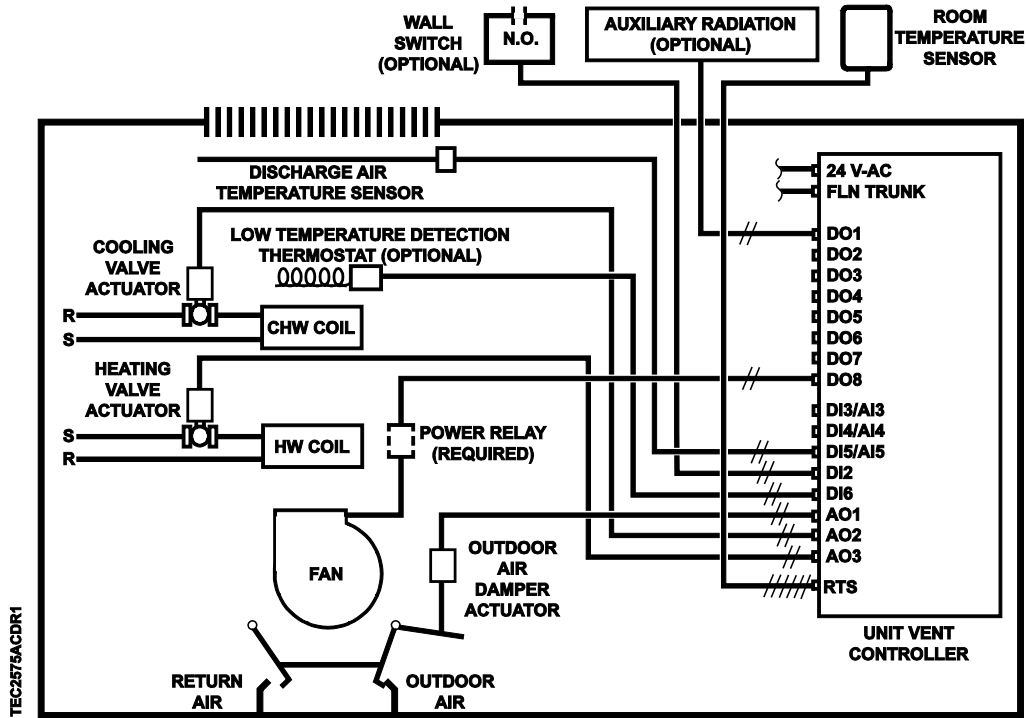 WALL
SWITCH
(OPTIONAL)
N.O.
AUXILIARY RADIATION
(OPTIONAL)
ROOM
TEMPERATURE
SENSOR
DISCHARGE AIR
TEMPERATURE SENSOR
24 V-AC
FLN TRUNK
COOLING
VALVE
ACTUATOR
LOW TEMPERATURE DETECTION
THERMOSTAT (OPTIONAL)
DO1
DO2
DO3
DO4
DO5
DO6
DO7
DO8
R
S
CHW COIL
HEATING
VALVE
ACTUATOR
S
R
HW COIL
POWER RELAY
(REQUIRED)
DI3/AI3
DI4/AI4
DI5/AI5
DI2
DI6
AO1
AO2
AO3
RTS
FAN
OUTDOOR
AIR
DAMPER
ACTUATOR
UNIT VENT
CONTROLLER
RETURN
AIR
OUTDOOR
AIR
TEC2575ACDR1